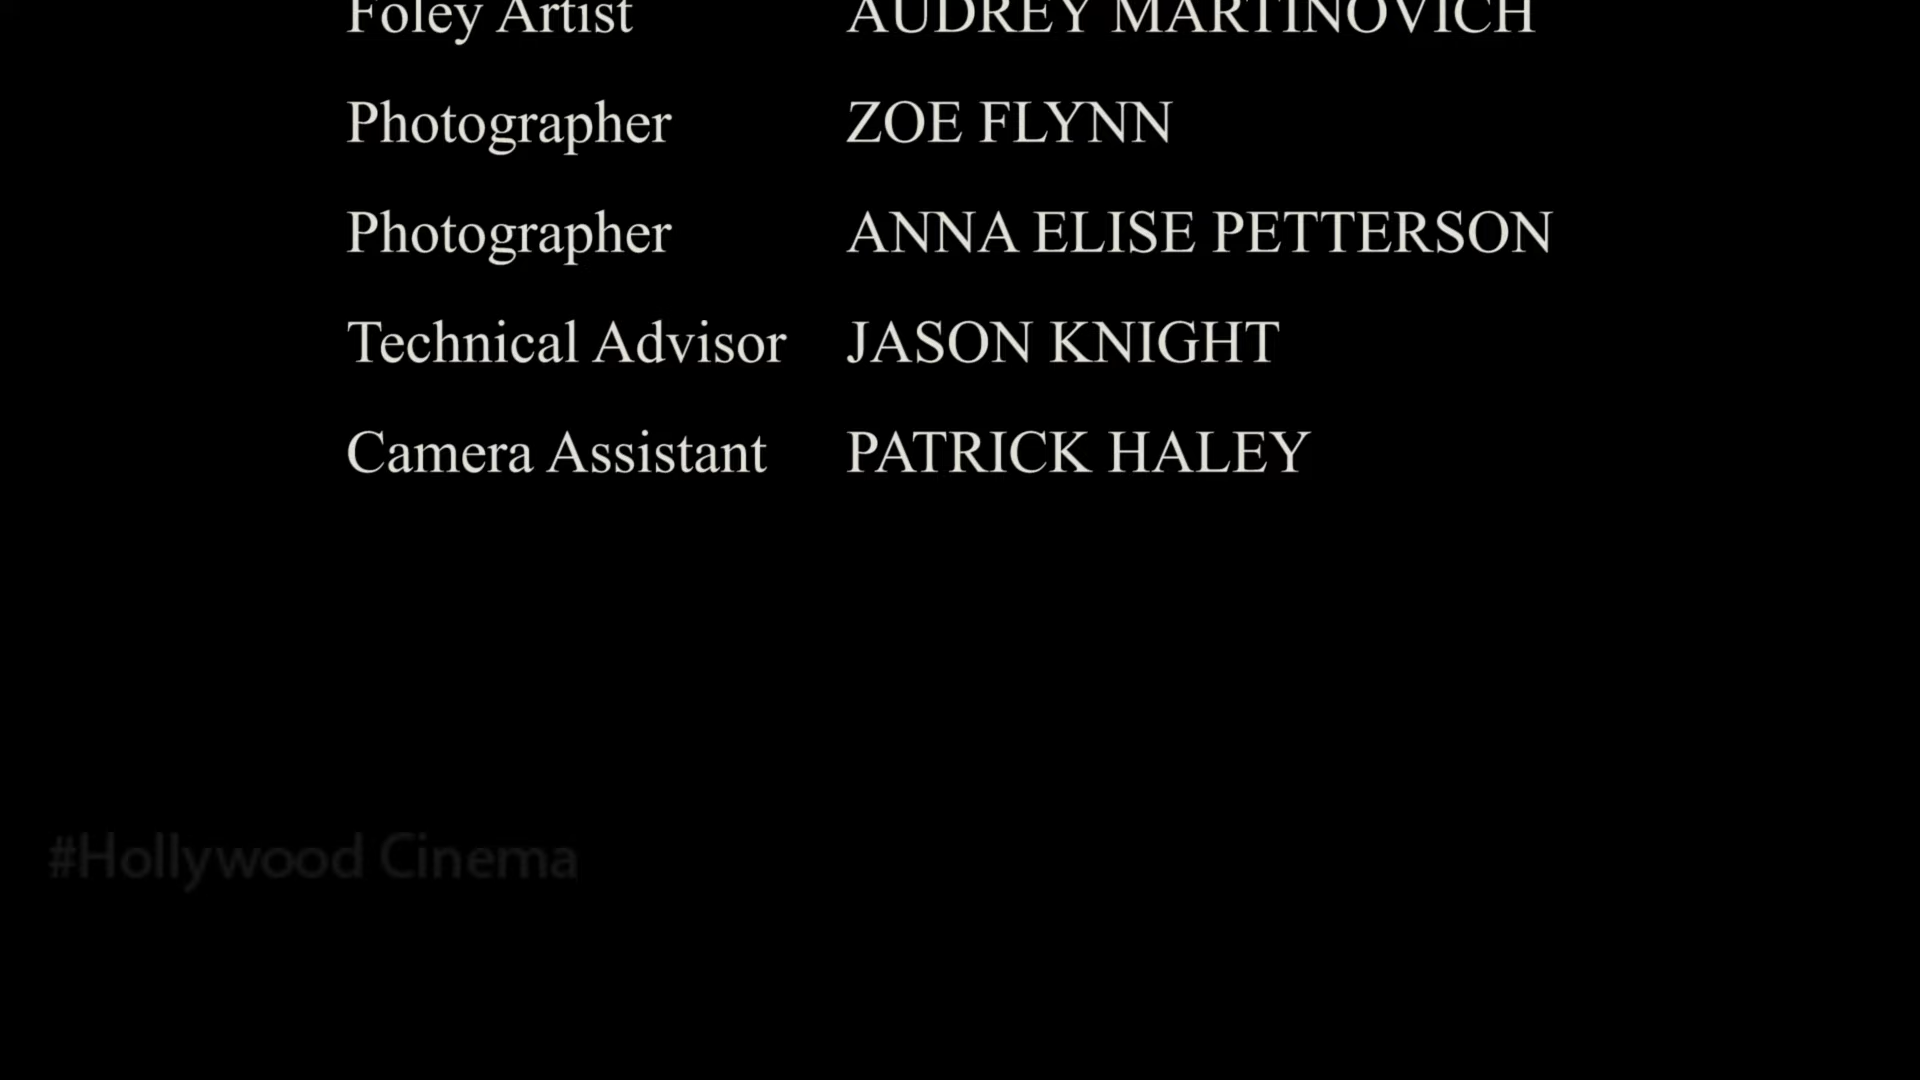 Foley Artist AUDREY MARTINOVICH
Photographer ZOE FLYNN
Photographer ANNA ELISE PETTERSON
Technical Advisor JASON KNIGHT
Camera Assistant PATRICK HALEY
#Hollywood Cinema